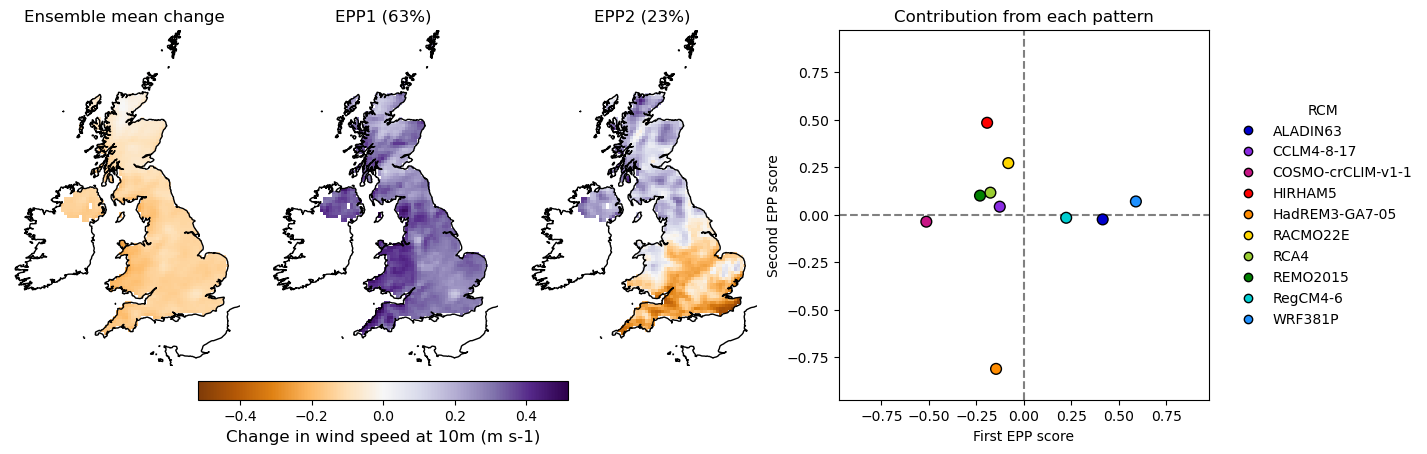 Ensemble mean change
EPP1 (63%)
EPP2 (23%)
Contribution from each pattern
−0.4
−0.2
0.0
0.2
0.4
Change in wind speed at 10m (m s-1)
Second EPP score
0.75
0.50
0.25
0.00
−0.25
−0.50
−0.75
−0.75
−0.50
−0.25
0.00
0.25
0.50
0.75
First EPP score
RCM
ALADIN63
CCLM4-8-17
COSMO-crCLIM-v1-1
HIRHAM5
HadREM3-GA7-05
RACMO22E
RCA4
REMO2015
RegCM4-6
WRF381P